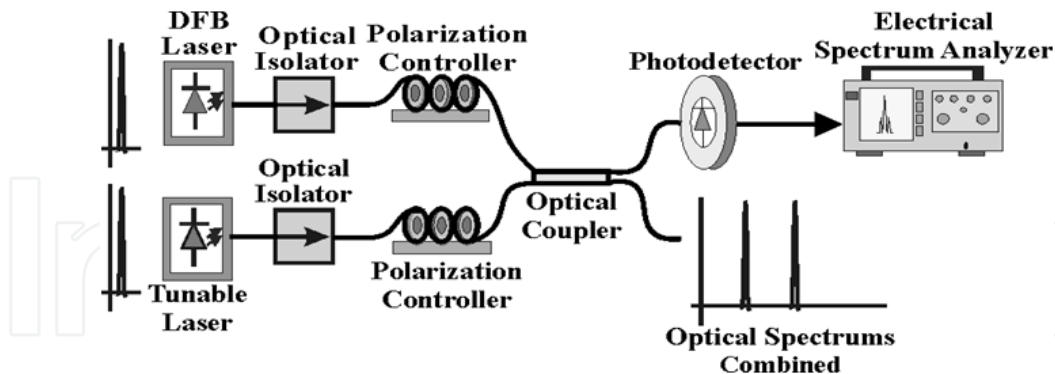 DFB
Laser
Optical
Isolator
Polarization
Controller
Photodetector
Electrical
Spectrum Analyzer
Optical
Isolator
Optical
Coupler
Tunable
Laser
Polarization
Controller
Optical Spectrums
Combined